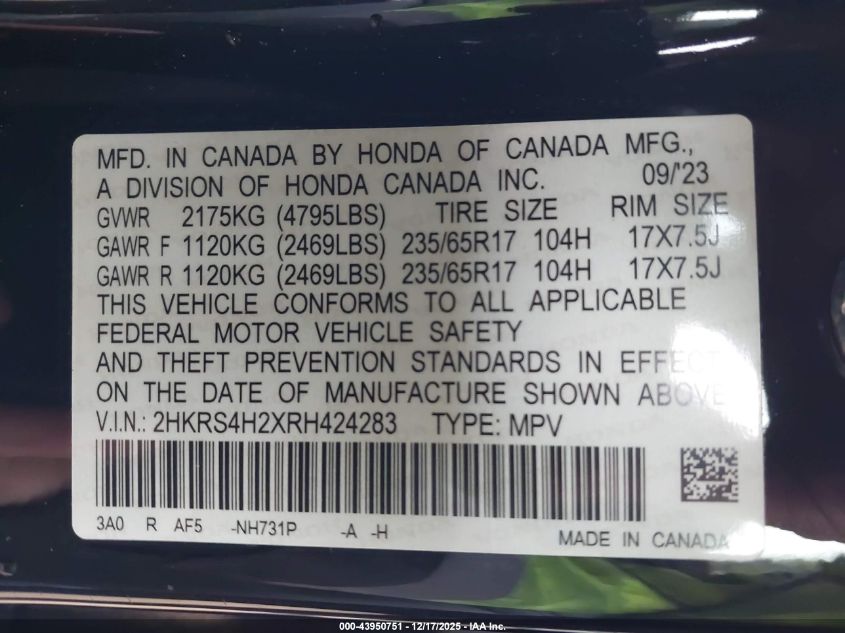 MFD. IN CANADA BY HONDA OF CANADA MFG.,
A DIVISION OF HONDA CANADA INC. 09/'23
GVWR 2175KG (4795LBS) TIRE SIZE RIM SIZE
GAWR F 1120KG (2469LBS) 235/65R17 104H 17X7.5J
GAWR R 1120KG (2469LBS) 235/65R17 104H 17X7.5J
THIS VEHICLE CONFORMS TO ALL APPLICABLE
FEDERAL MOTOR VEHICLE SAFETY
AND THEFT PREVENTION STANDARDS IN EFFECT
ON THE DATE OF MANUFACTURE SHOWN ABOVE
V.I.N.: 2HKRS4H2XRH424283 TYPE: MPV
3A0 R AF5 -NH731P -A -H
MADE IN CANADA
000-43950751 - 12/17/2025 - IAA Inc.